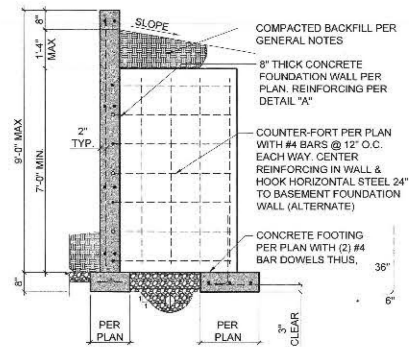 8"
SLOPE
1'-4"
MAX
9'-0" MAX
7'-0" MIN.
2"
TYP.
8"
COMPACTED BACKFILL PER
GENERAL NOTES
8" THICK CONCRETE
FOUNDATION WALL PER
PLAN. REINFORCING PER
DETAIL "A"
COUNTER-FORT PER PLAN
WITH #4 BARS @ 12" O.C.
EACH WAY. CENTER
REINFORCING IN WALL &
HOOK HORIZONTAL STEEL 24"
TO BASEMENT FOUNDATION
WALL (ALTERNATE)
CONCRETE FOOTING
PER PLAN WITH (2) #4
BAR DOWELS THUS,
36"
6"
1
1
PER
PLAN
PER
PLAN
3"
CLEAR